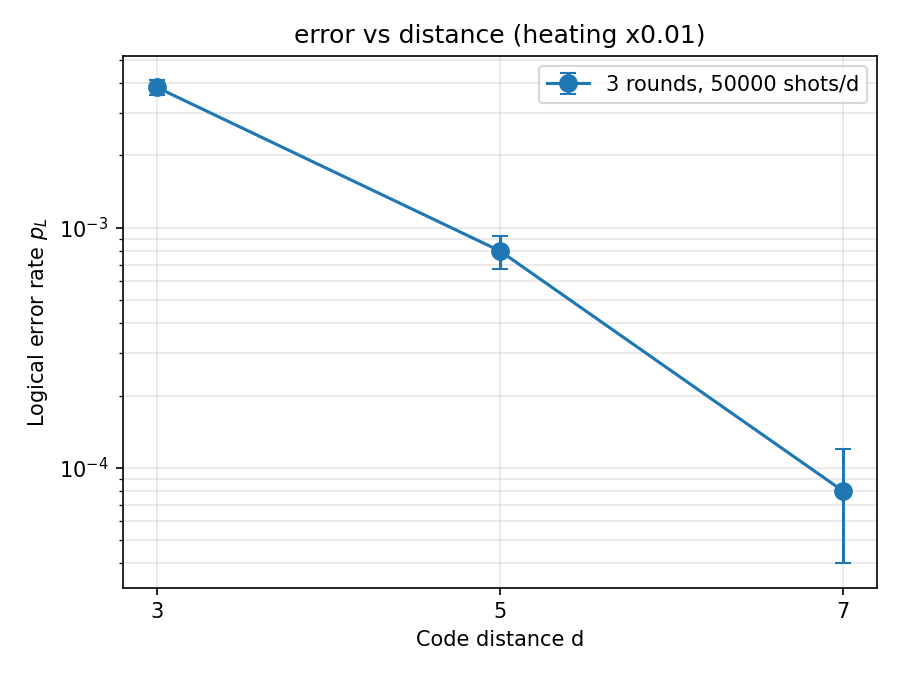 error vs distance (heating x0.01)
3 rounds, 50000 shots/d
Logical error rate $p_L$
10⁻³
10⁻⁴
3 5 7
Code distance d